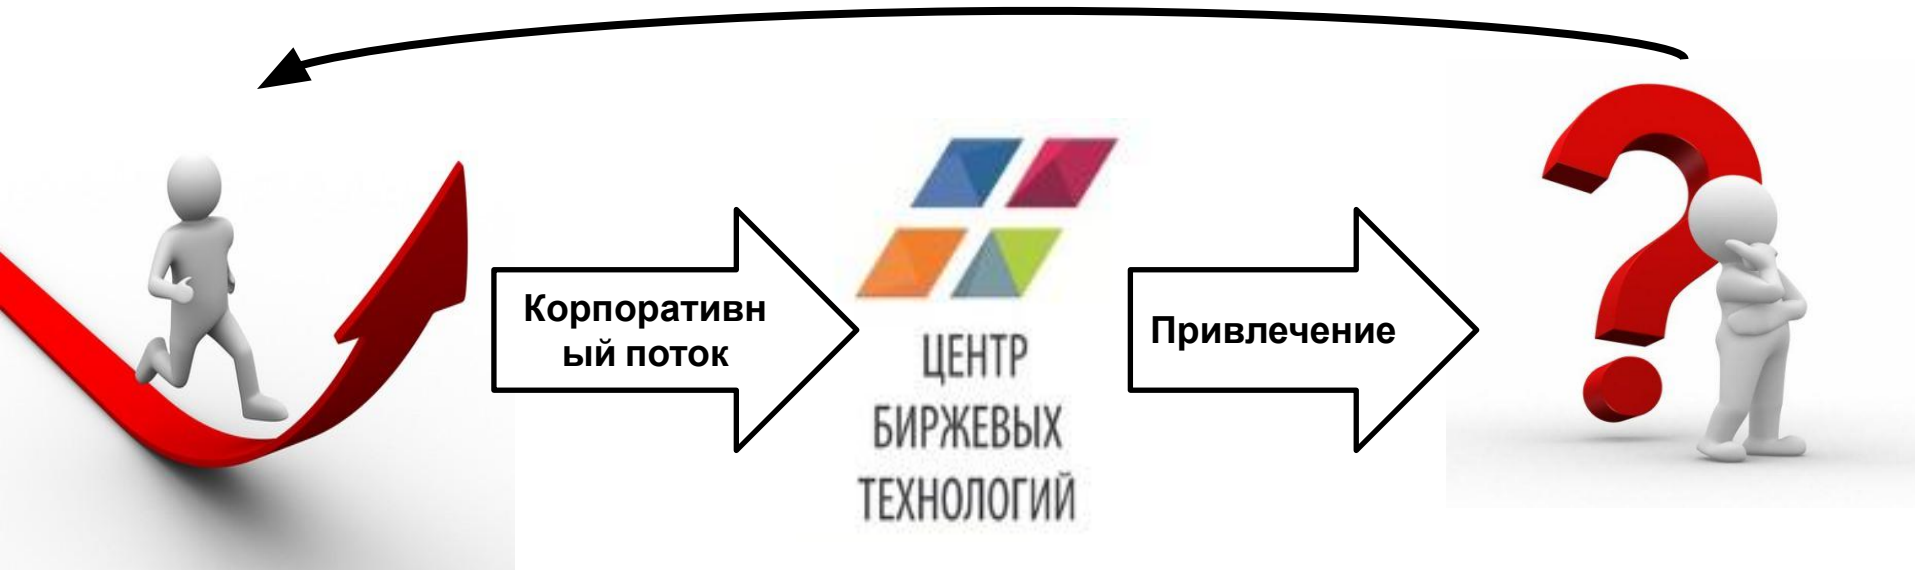 Корпоративн
ый поток
ЦЕНТР
БИРЖЕВЫХ
ТЕХНОЛОГИЙ
Привлечение